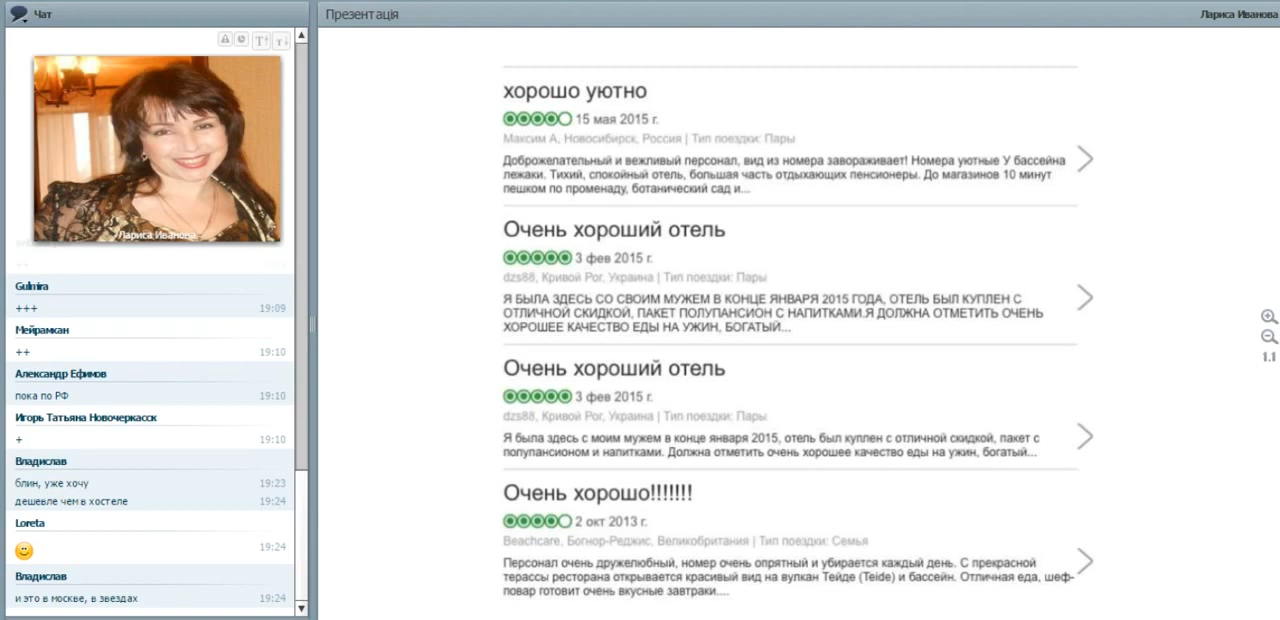 Чат
Лариса Иванова
Gulmira
+++ 19:09
Мейрамкан
++ 19:10
Александр Ефимов
пока по РФ 19:10
Игорь Татьяна Новочеркасск
+ 19:10
Владислав
блин, уже хочу 19:23
дешевле чем в хостеле 19:24
Loreta
19:24
Владислав
и это в москве, в звездах 19:24
Презентація
Лариса Иванова
хорошо уютно
15 мая 2015 г.
Максим А, Новосибирск, Россия | Тип поездки: Пары
Доброжелательный и вежливый персонал, вид из номера завораживает! Номера уютные У бассейна
лежаки. Тихий, спокойный отель, большая часть отдыхающих пенсионеры. До магазинов 10 минут
пешком по променаду, ботанический сад и...
Очень хороший отель
3 фев 2015 г.
dzs88, Кривой Рог, Украина | Тип поездки: Пары
Я БЫЛА ЗДЕСЬ СО СВОИМ МУЖЕМ В КОНЦЕ ЯНВАРЯ 2015 ГОДА, ОТЕЛЬ БЫЛ КУПЛЕН С
ОТЛИЧНОЙ СКИДКОЙ, ПАКЕТ ПОЛУПАНСИОН С НАПИТКАМИ.Я ДОЛЖНА ОТМЕТИТЬ ОЧЕНЬ
ХОРОШЕЕ КАЧЕСТВО ЕДЫ НА УЖИН, БОГАТЫЙ...
Очень хороший отель
3 фев 2015 г.
dzs88, Кривой Рог, Украина | Тип поездки: Пары
Я была здесь с моим мужем в конце января 2015, отель был куплен с отличной скидкой, пакет с
полупансионом и напитками. Должна отметить очень хорошее качество еды на ужин, богатый...
Очень хорошо!!!!!!!
2 окт 2013 г.
Beachcare, Богнор-Реджис, Великобритания | Тип поездки: Семья
Персонал очень дружелюбный, номер очень опрятный и убирается каждый день. С прекрасной
террасы ресторана открывается красивый вид на вулкан Тейде (Teide) и бассейн. Отличная еда, шеф-
повар готовит очень вкусные завтраки....
1.1